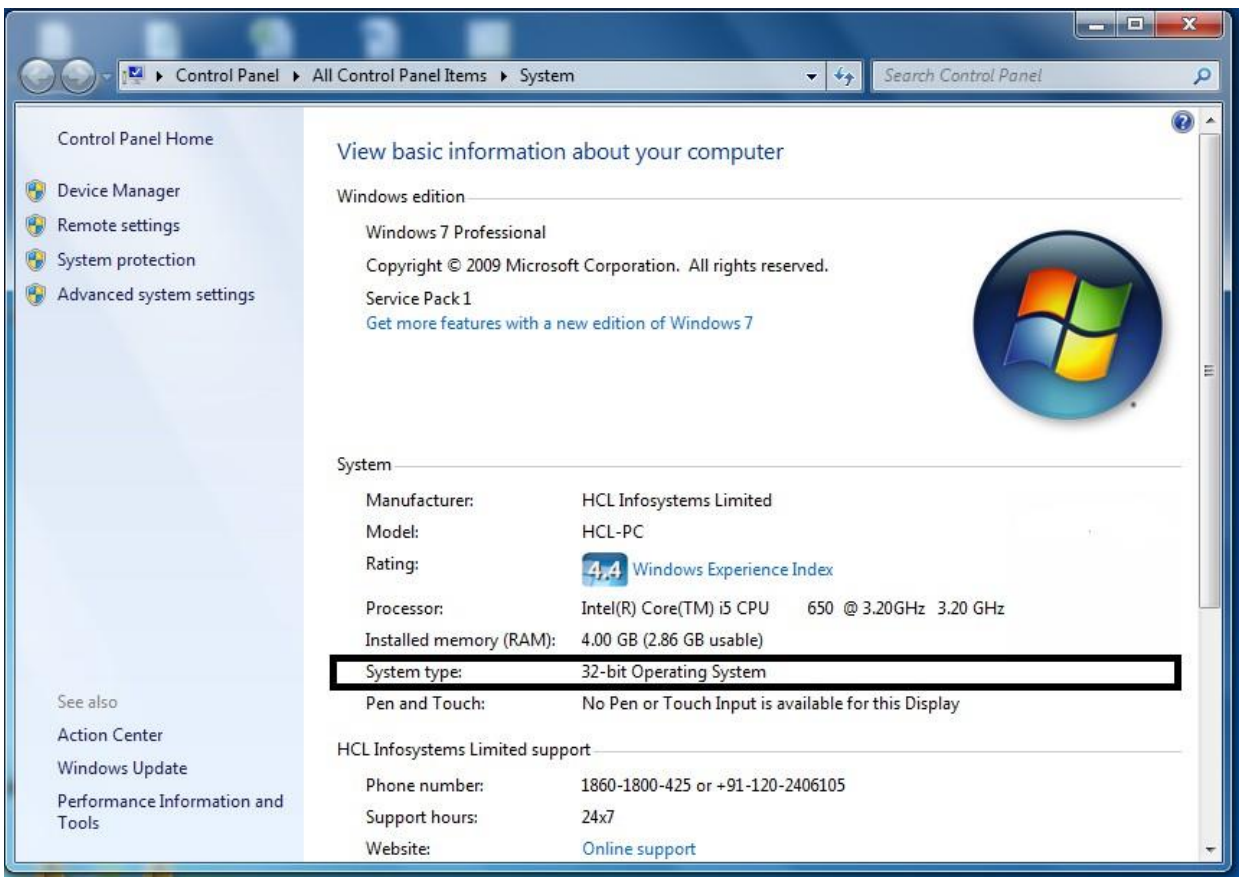 Control Panel ▸ All Control Panel Items ▸ System
Search Control Panel
Control Panel Home
Device Manager
Remote settings
System protection
Advanced system settings
See also
Action Center
Windows Update
Performance Information and
Tools
View basic information about your computer
Windows edition
Windows 7 Professional
Copyright © 2009 Microsoft Corporation. All rights reserved.
Service Pack 1
Get more features with a new edition of Windows 7
System
Manufacturer: HCL Infosystems Limited
Model: HCL-PC
Rating: 4.4 Windows Experience Index
Processor: Intel(R) Core(TM) i5 CPU 650 @ 3.20GHz 3.20 GHz
Installed memory (RAM): 4.00 GB (2.86 GB usable)
System type: 32-bit Operating System
Pen and Touch: No Pen or Touch Input is available for this Display
HCL Infosystems Limited support
Phone number: 1860-1800-425 or +91-120-2406105
Support hours: 24x7
Website: Online support